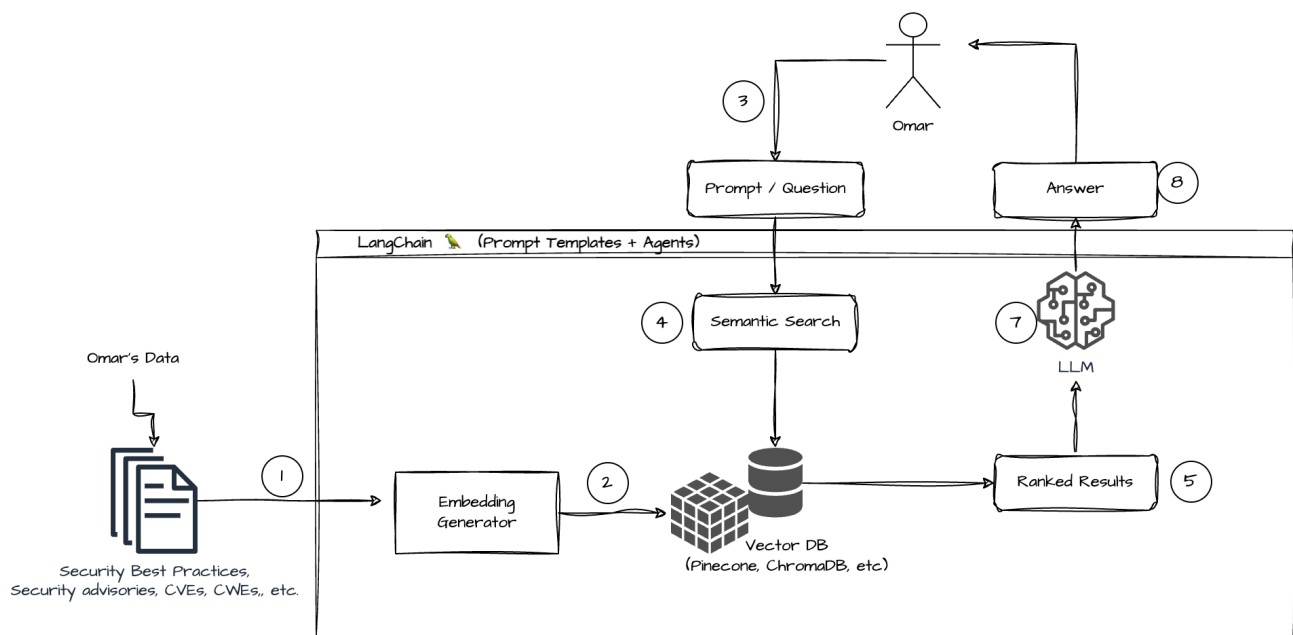 3
Omar
Prompt / Question
Answer
8
LangChain 🦜 (Prompt Templates + Agents)
4
Semantic Search
7
LLM
Omar's Data
1
Embedding
Generator
2
Vector DB
(Pinecone, ChromaDB, etc)
Ranked Results
5
Security Best Practices,
Security advisories, CVEs, CWEs,, etc.